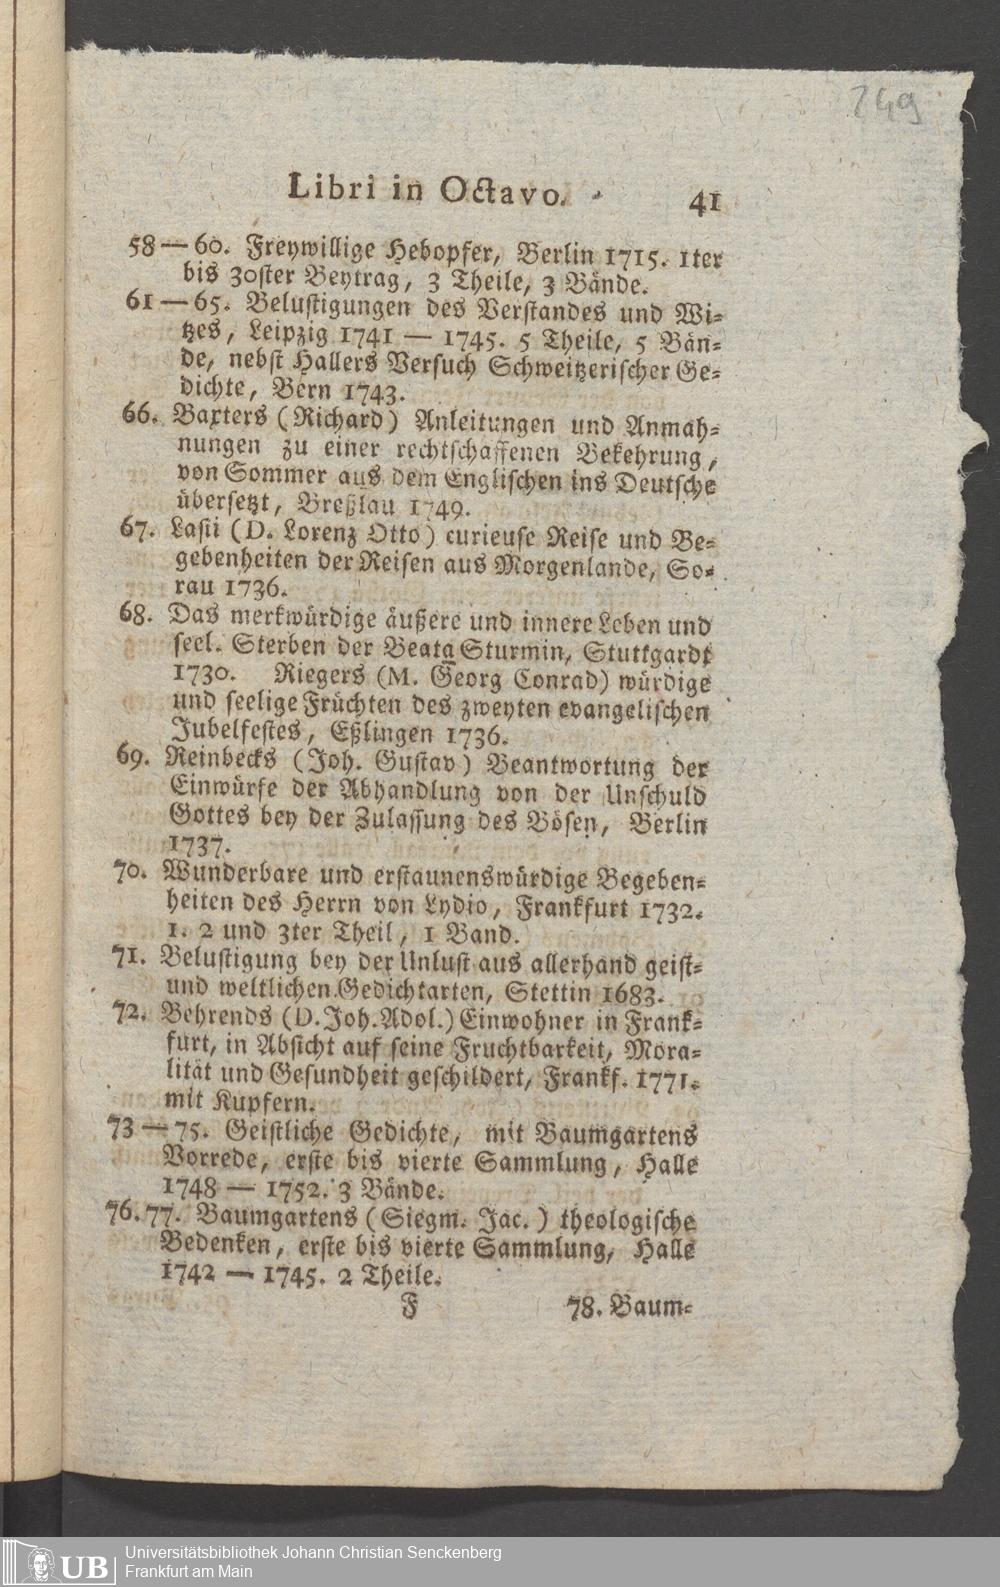 249
Libri in Octavo. 41
58 — 60. Freywillige Hebopfer, Berlin 1715. 1ter
bis 30ster Beytrag, 3 Theile, 3 Bände.
61 — 65. Belustigungen des Verstandes und Wi-
tzes, Leipzig 1741 — 1745. 5 Theile, 5 Bän-
de, nebst Hallers Versuch Schweitzerischer Ge-
dichte, Bern 1743.
66. Baxters (Richard) Anleitungen und Anmah-
nungen zu einer rechtschaffenen Bekehrung,
von Sommer aus dem Englischen ins Deutsche
übersetzt, Breßlau 1749.
67. Lasii (D. Lorenz Otto) curieuse Reise und Be-
gebenheiten der Reisen aus Morgenlande, So-
rau 1736.
68. Das merkwürdige äußere und innere Leben und
seel. Sterben der Beata Sturmin, Stuttgardt
1730. Riegers (M. Georg Conrad) würdige
und seelige Früchten des zweyten evangelischen
Jubelfestes, Eßlingen 1736.
69. Reinbecks (Joh. Gustav) Beantwortung der
Einwürfe der Abhandlung von der Unschuld
Gottes bey der Zulassung des Bösen, Berlin
1737.
70. Wunderbare und erstaunenswürdige Begeben-
heiten des Herrn von Lydio, Frankfurt 1732.
1. 2 und 3ter Theil, 1 Band.
71. Belustigung bey der Unlust aus allerhand geist-
und weltlichen Gedichtarten, Stettin 1683.
72. Behrends (D. Joh. Adol.) Einwohner in Frank-
furt, in Absicht auf seine Fruchtbarkeit, Mora-
lität und Gesundheit geschildert, Frankf. 1771.
mit Kupfern.
73 — 75. Geistliche Gedichte, mit Baumgartens
Vorrede, erste bis vierte Sammlung, Halle
1748 — 1752. 3 Bände.
76. 77. Baumgartens (Siegm. Jac.) theologische
Bedenken, erste bis vierte Sammlung, Halle
1742 — 1745. 2 Theile.
F 78. Baum-
UB Universitätsbibliothek Johann Christian Senckenberg
Frankfurt am Main